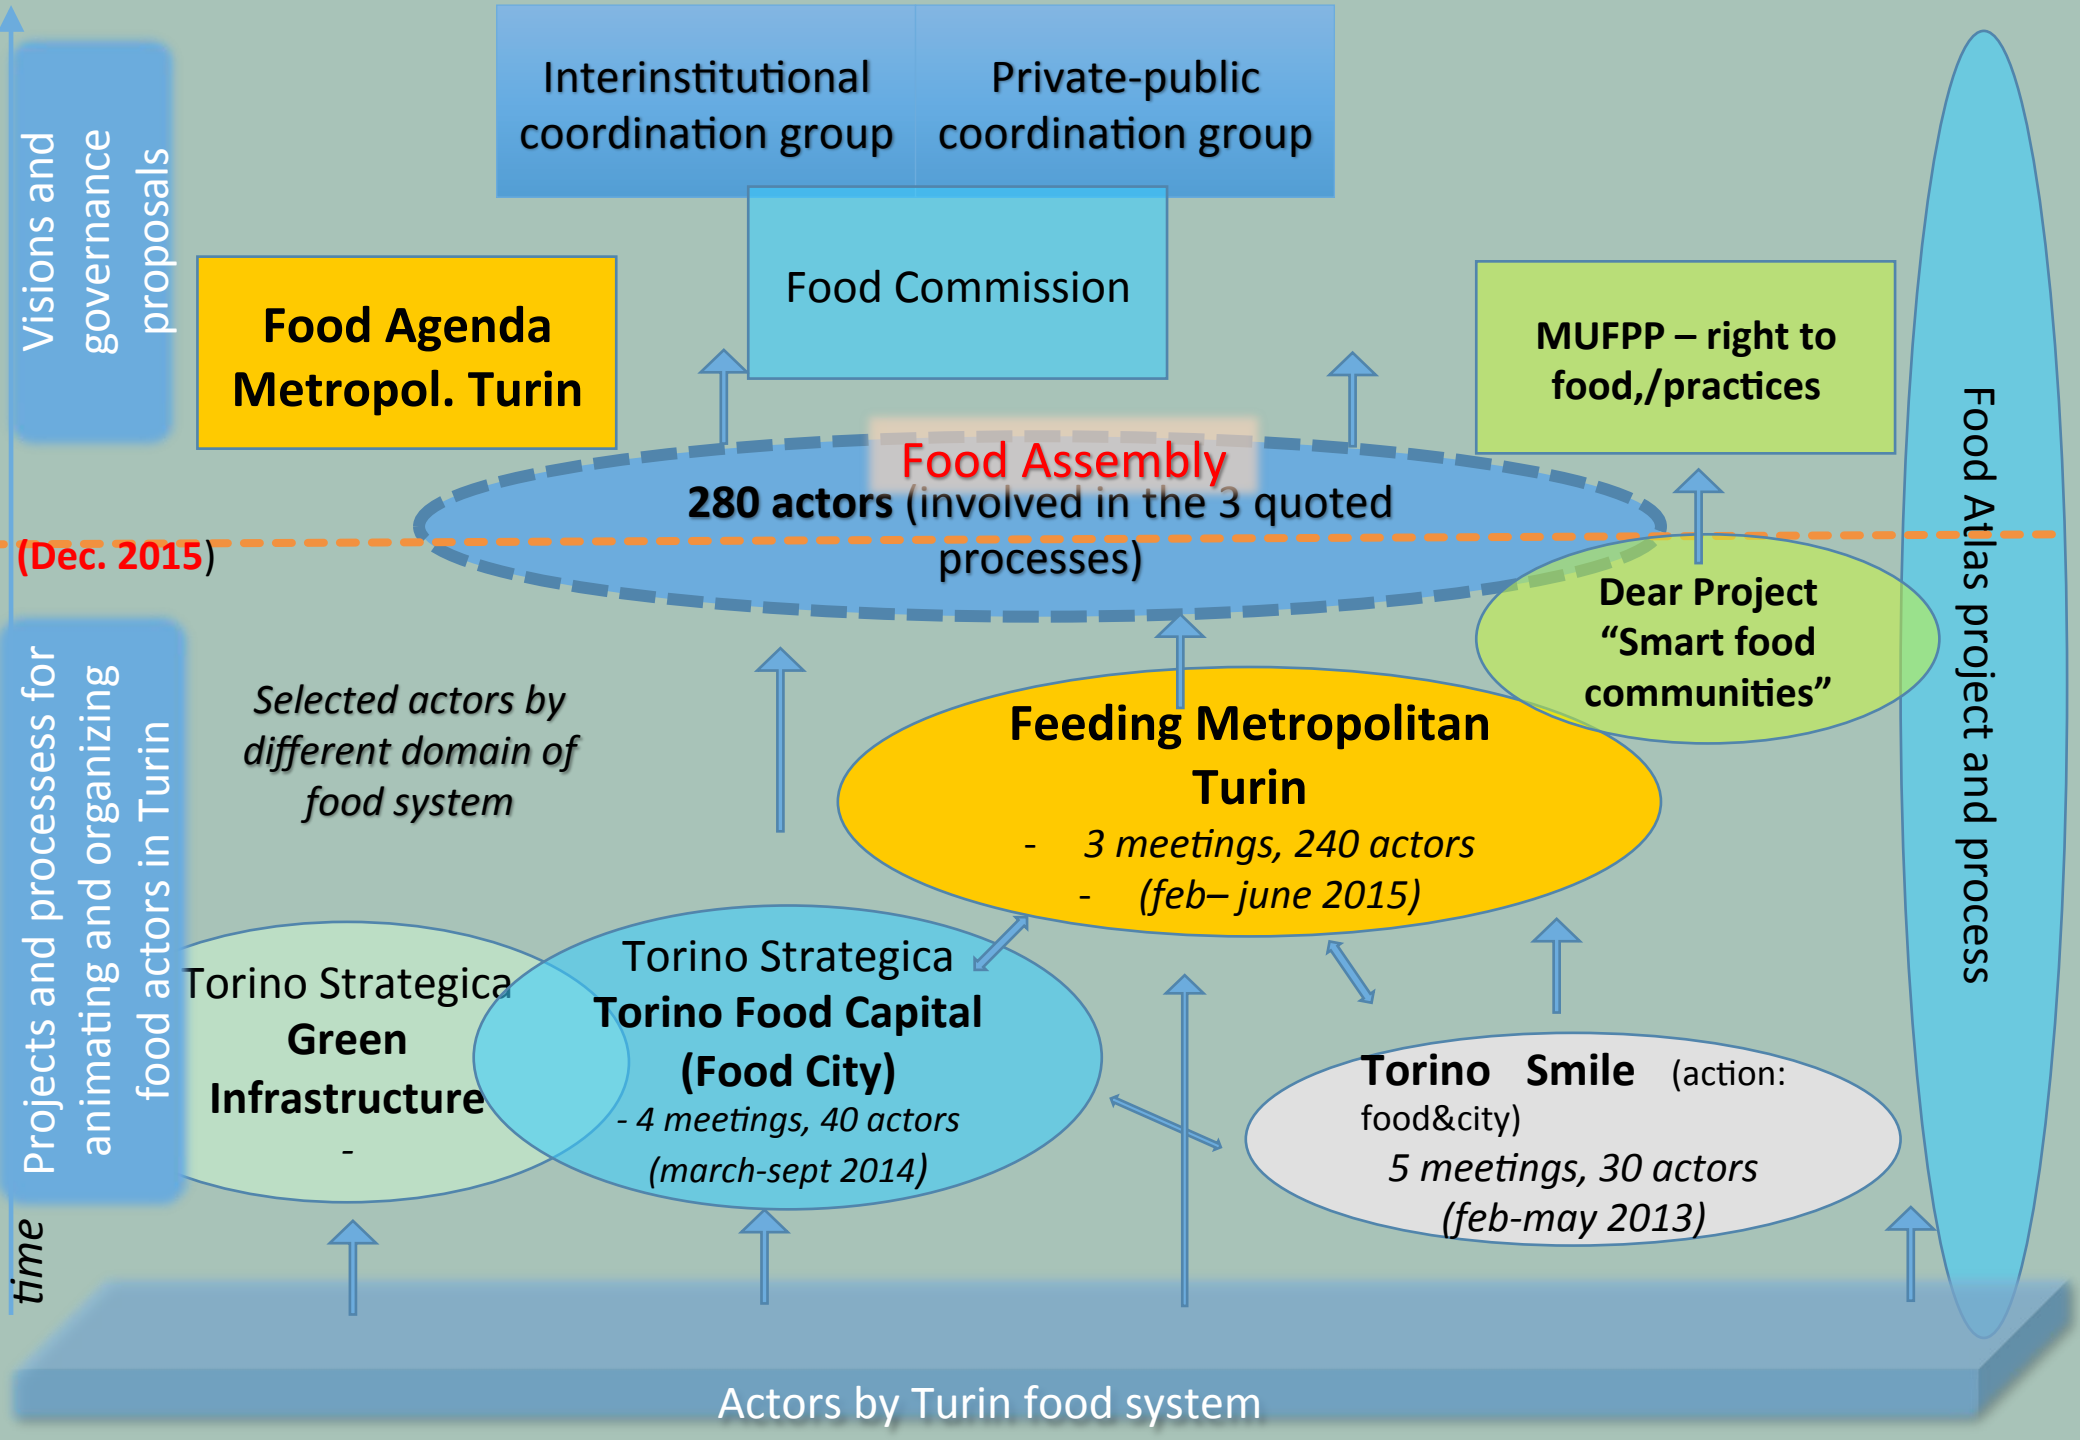 Interinstitutional
coordination group
Private-public
coordination group
Visions and
governance
proposals
Food Commission
Food Agenda
Metropol. Turin
MUFPP – right to
food,/practices
Food Assembly
280 actors (involved in the 3 quoted
processes)
(Dec. 2015)
Dear Project
“Smart food
communities”
Food Atlas project and process
Selected actors by
different domain of
food system
Feeding Metropolitan
Turin
- 3 meetings, 240 actors
- (feb– june 2015)
Projects and processess for
animating and organizing
food actors in Turin
Torino Strategica
Green
Infrastructure
-
Torino Strategica
Torino Food Capital
(Food City)
- 4 meetings, 40 actors
(march-sept 2014)
Torino Smile (action:
food&city)
5 meetings, 30 actors
(feb-may 2013)
time
Actors by Turin food system